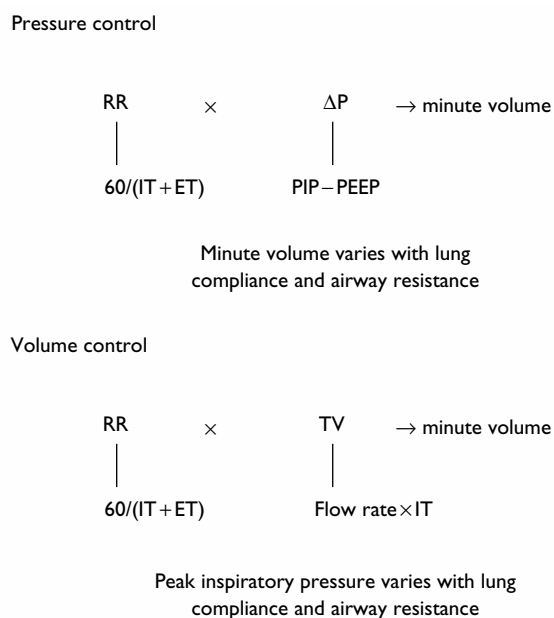 Pressure control
RR × ΔP → minute volume
60/(IT+ET) PIP−PEEP
Minute volume varies with lung
compliance and airway resistance
Volume control
RR × TV → minute volume
60/(IT+ET) Flow rate×IT
Peak inspiratory pressure varies with lung
compliance and airway resistance